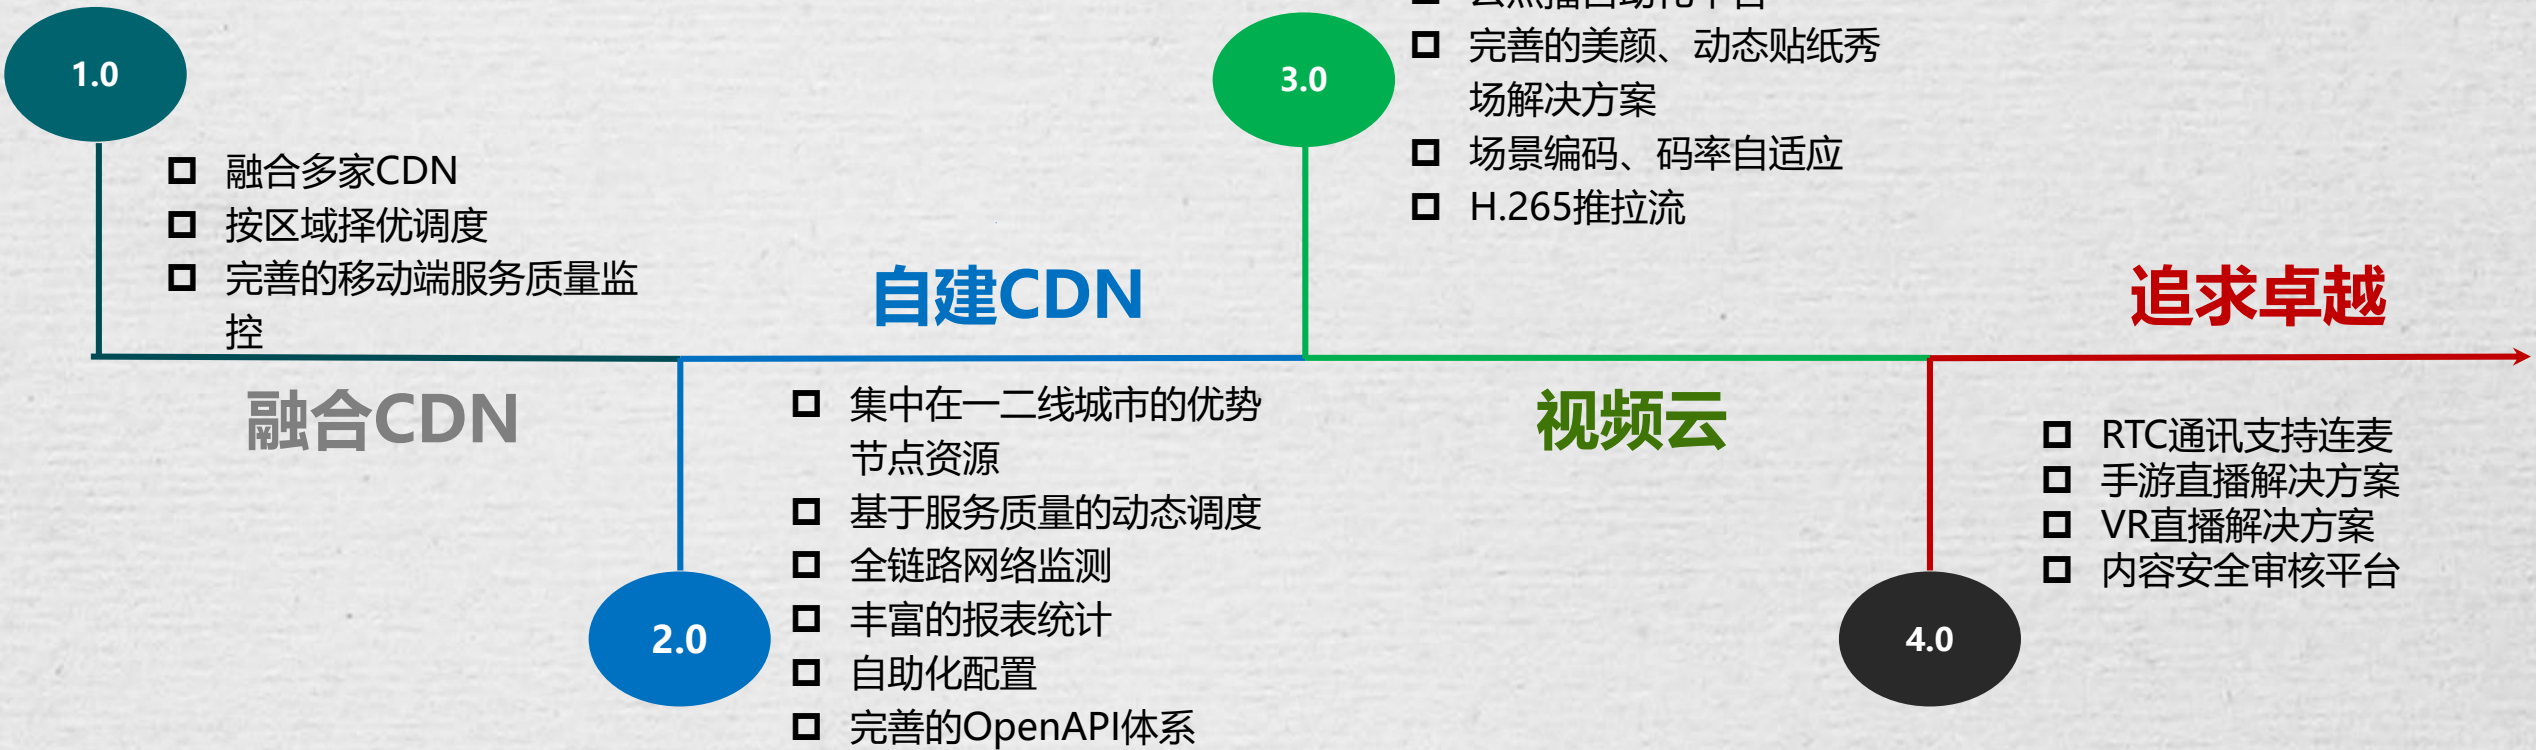 1.0
融合多家CDN
按区域择优调度
完善的移动端服务质量监
控
融合CDN
自建CDN
集中在一二线城市的优势
节点资源
基于服务质量的动态调度
全链路网络监测
丰富的报表统计
自助化配置
完善的OpenAPI体系
2.0
3.0
完善的美颜、动态贴纸秀
场解决方案
场景编码、码率自适应
H.265推拉流
视频云
追求卓越
RTC通讯支持连麦
手游直播解决方案
VR直播解决方案
内容安全审核平台
4.0